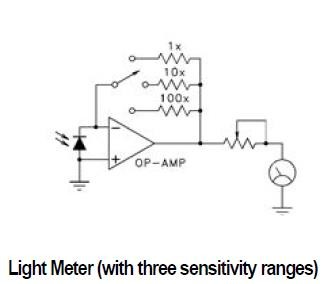 1x
10x
100x
−
+
OP-AMP
Light Meter (with three sensitivity ranges)